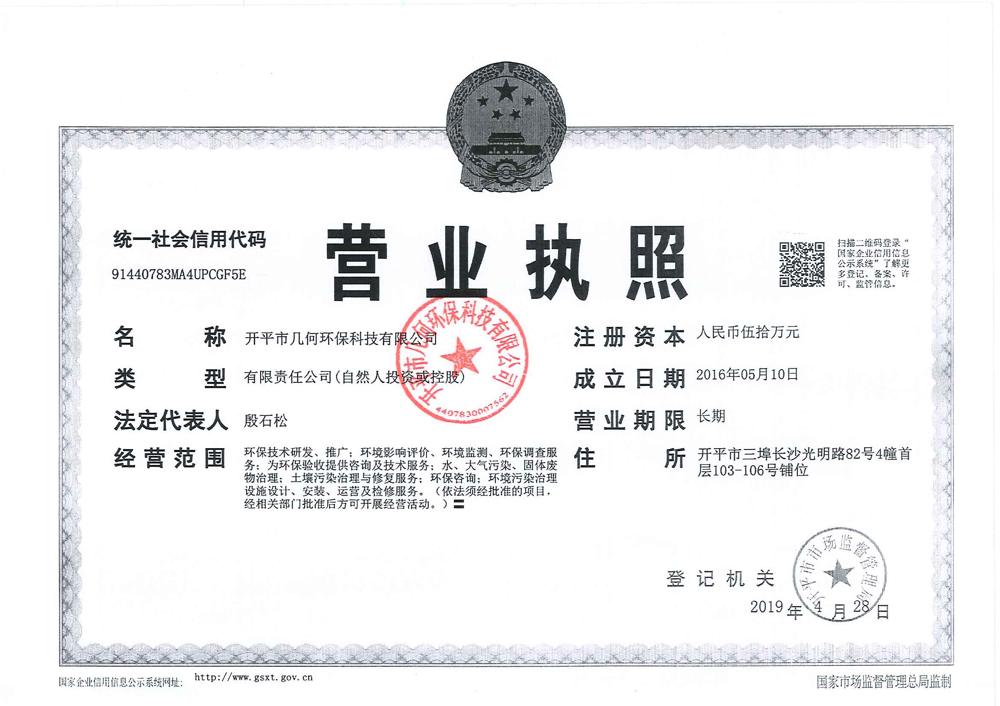 营业执照
统一社会信用代码
91440783MA4UPCGF5E
扫描二维码登录“
国家企业信用信息
公示系统”了解更
多登记、备案、许
可、监管信息。
名称 开平市几何环保科技有限公司
类型 有限责任公司(自然人投资或控股)
法定代表人 殷石松
经营范围 环保技术研发、推广；环境影响评价、环境监测、环保调查服
务；为环保验收提供咨询及技术服务；水、大气污染、固体废
物治理；土壤污染治理与修复服务；环保咨询；环境污染治理
设施设计、安装、运营及检修服务。（依法须经批准的项目，
经相关部门批准后方可开展经营活动。）
注册资本 人民币伍拾万元
成立日期 2016年05月10日
营业期限 长期
住所 开平市三埠长沙光明路82号4幢首
层103-106号铺位
开平市几何环保科技有限公司
4407830007562
登记机关
开平市市场监督管理局
2019年4月28日
国家企业信用信息公示系统网址: http://www.gsxt.gov.cn
国家市场监督管理总局监制